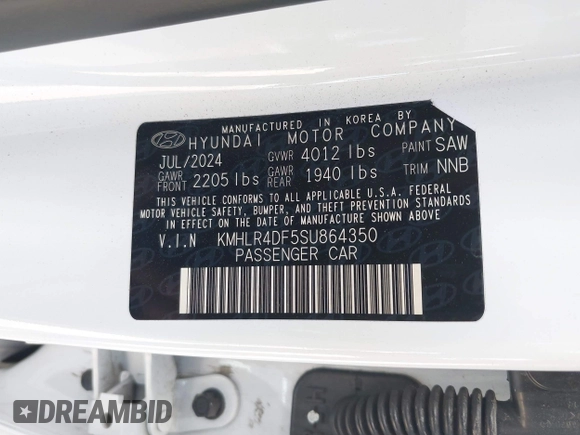 MANUFACTURED IN KOREA BY
HYUNDAI MOTOR COMPANY
JUL/2024 GVWR 4012 lbs PAINT SAW
GAWR FRONT 2205 lbs GAWR REAR 1940 lbs TRIM NNB
THIS VEHICLE CONFORMS TO ALL APPLICABLE U.S.A. FEDERAL
MOTOR VEHICLE SAFETY, BUMPER, AND THEFT PREVENTION STANDARDS
IN EFFECT ON THE DATE OF MANUFACTURE SHOWN ABOVE.
V.I.N KMHLR4DF5SU864350
PASSENGER CAR
DREAMBID